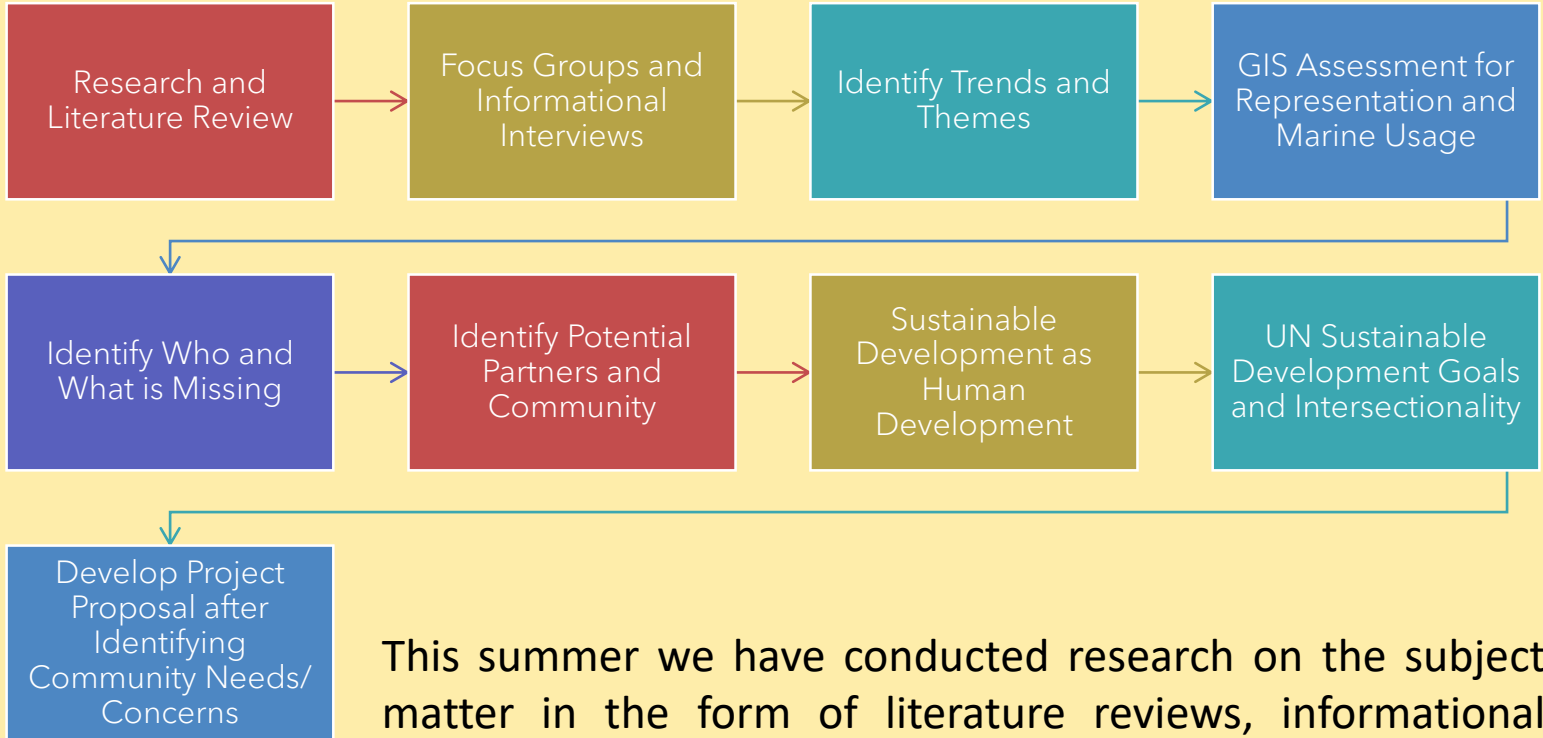 Research and
Literature Review
Focus Groups and
Informational
Interviews
Identify Trends and
Themes
GIS Assessment for
Representation and
Marine Usage
Identify Who and
What is Missing
Identify Potential
Partners and
Community
Sustainable
Development as
Human
Development
UN Sustainable
Development Goals
and Intersectionality
Develop Project
Proposal after
Identifying
Community Needs/
Concerns
This summer we have conducted research on the subject
matter in the form of literature reviews, informational